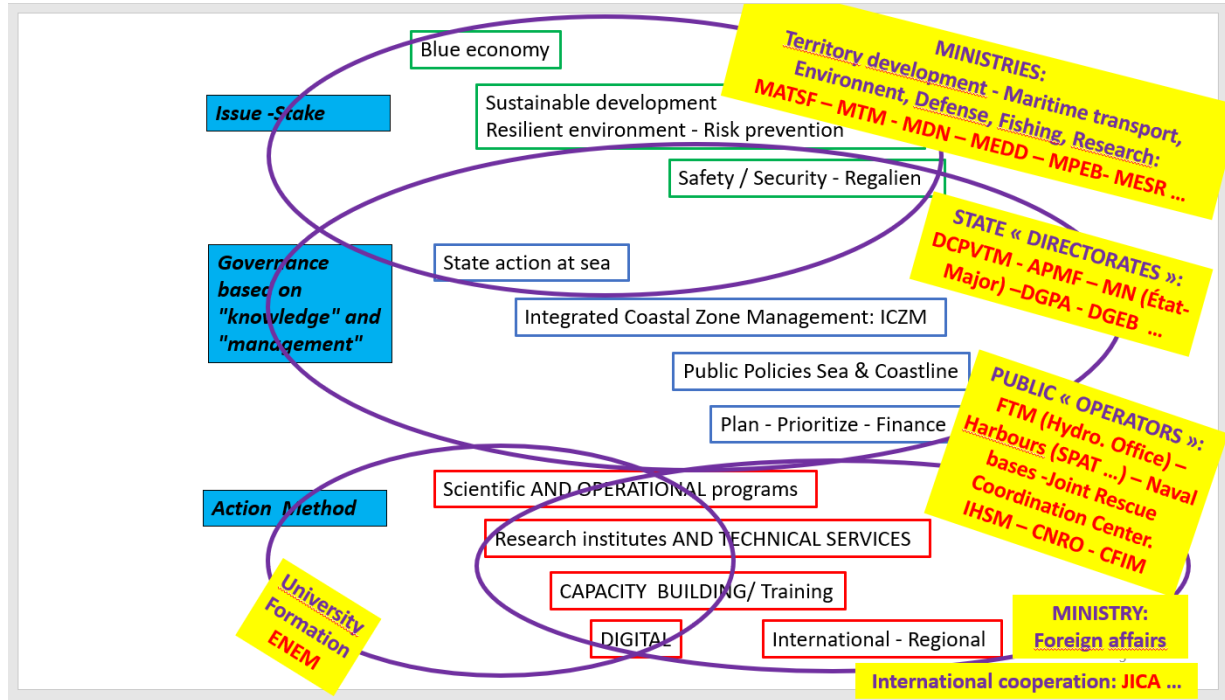 Blue economy
MINISTRIES:
Territory development - Maritime transport,
Environnent, Defense, Fishing, Research:
MATSF – MTM - MDN – MEDD – MPEB- MESR ...
Issue -Stake
Sustainable development
Resilient environment - Risk prevention
Safety / Security - Regalien
STATE « DIRECTORATES »:
DCPVTM - APMF – MN (État-
Major) –DGPA - DGEB ...
Governance
based on
"knowledge" and
"management"
State action at sea
Integrated Coastal Zone Management: ICZM
Public Policies Sea & Coastline
Plan - Prioritize - Finance
PUBLIC « OPERATORS »:
FTM (Hydro. Office) –
Harbours (SPAT ...) – Naval
bases -Joint Rescue
Coordination Center.
IHSM – CNRO - CFIM
Action Method
Scientific AND OPERATIONAL programs
Research institutes AND TECHNICAL SERVICES
CAPACITY BUILDING/ Training
DIGITAL
International - Regional
University
Formation
ENEM
MINISTRY:
Foreign affairs
International cooperation: JICA ...